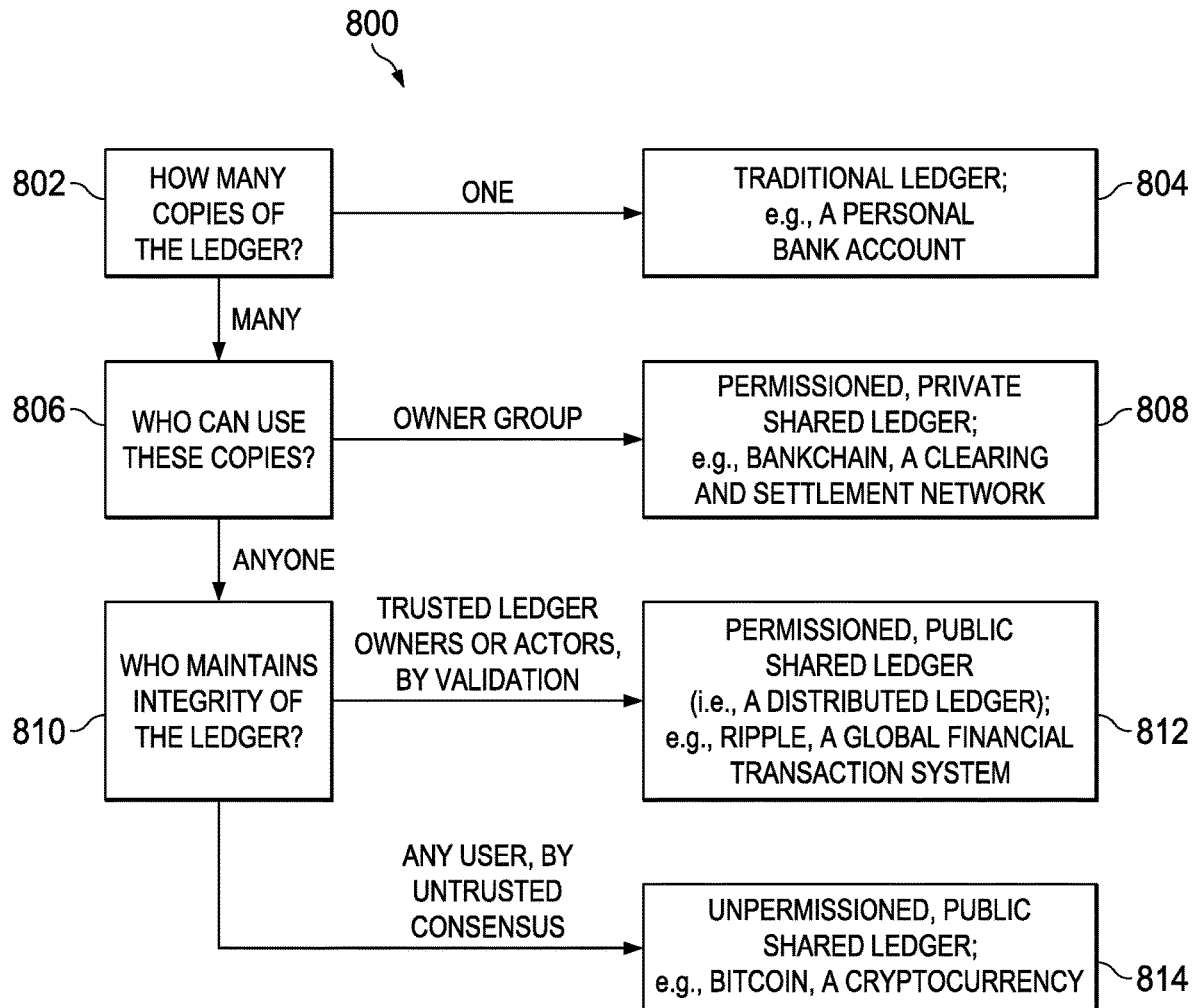 800
802
HOW MANY
COPIES OF
THE LEDGER?
ONE
TRADITIONAL LEDGER;
e.g., A PERSONAL
BANK ACCOUNT
804
MANY
806
WHO CAN USE
THESE COPIES?
OWNER GROUP
PERMISSIONED, PRIVATE
SHARED LEDGER;
e.g., BANKCHAIN, A CLEARING
AND SETTLEMENT NETWORK
808
ANYONE
810
WHO MAINTAINS
INTEGRITY OF
THE LEDGER?
TRUSTED LEDGER
OWNERS OR ACTORS,
BY VALIDATION
PERMISSIONED, PUBLIC
SHARED LEDGER
(i.e., A DISTRIBUTED LEDGER);
e.g., RIPPLE, A GLOBAL FINANCIAL
TRANSACTION SYSTEM
812
ANY USER, BY
UNTRUSTED
CONSENSUS
UNPERMISSIONED, PUBLIC
SHARED LEDGER;
e.g., BITCOIN, A CRYPTOCURRENCY
814